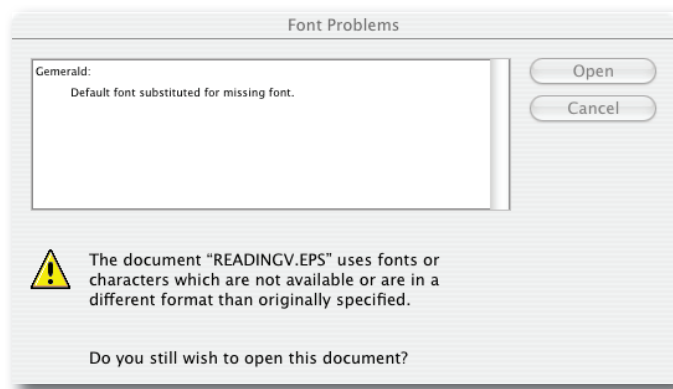 Font Problems
Gemerald:
Default font substituted for missing font.
Open
Cancel
The document “READINGV.EPS” uses fonts or
characters which are not available or are in a
different format than originally specified.
Do you still wish to open this document?